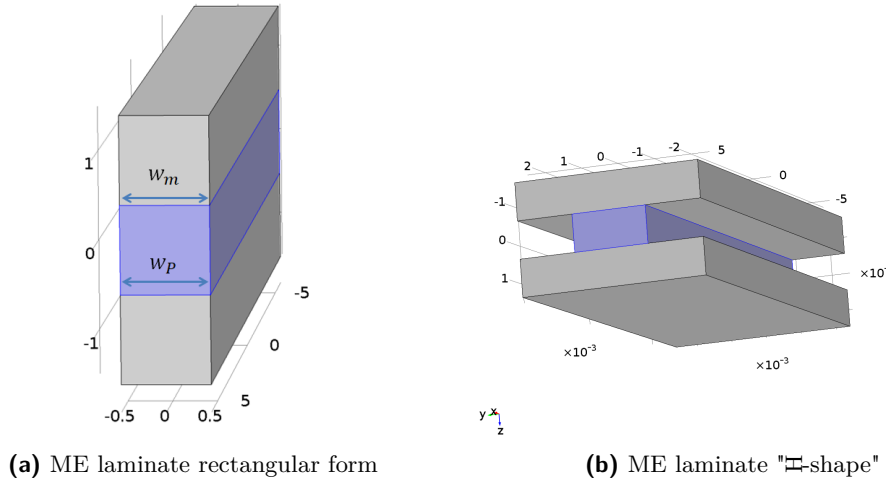 1
w_m
0
w_P
-1
-5
0
5
-0.5 0 0.5
(a) ME laminate rectangular form
2 1 0 -1 -2
5
0
-5
-1
0
1
×10⁻
×10⁻³
×10⁻³
y x
z
(b) ME laminate "Ξ-shape"